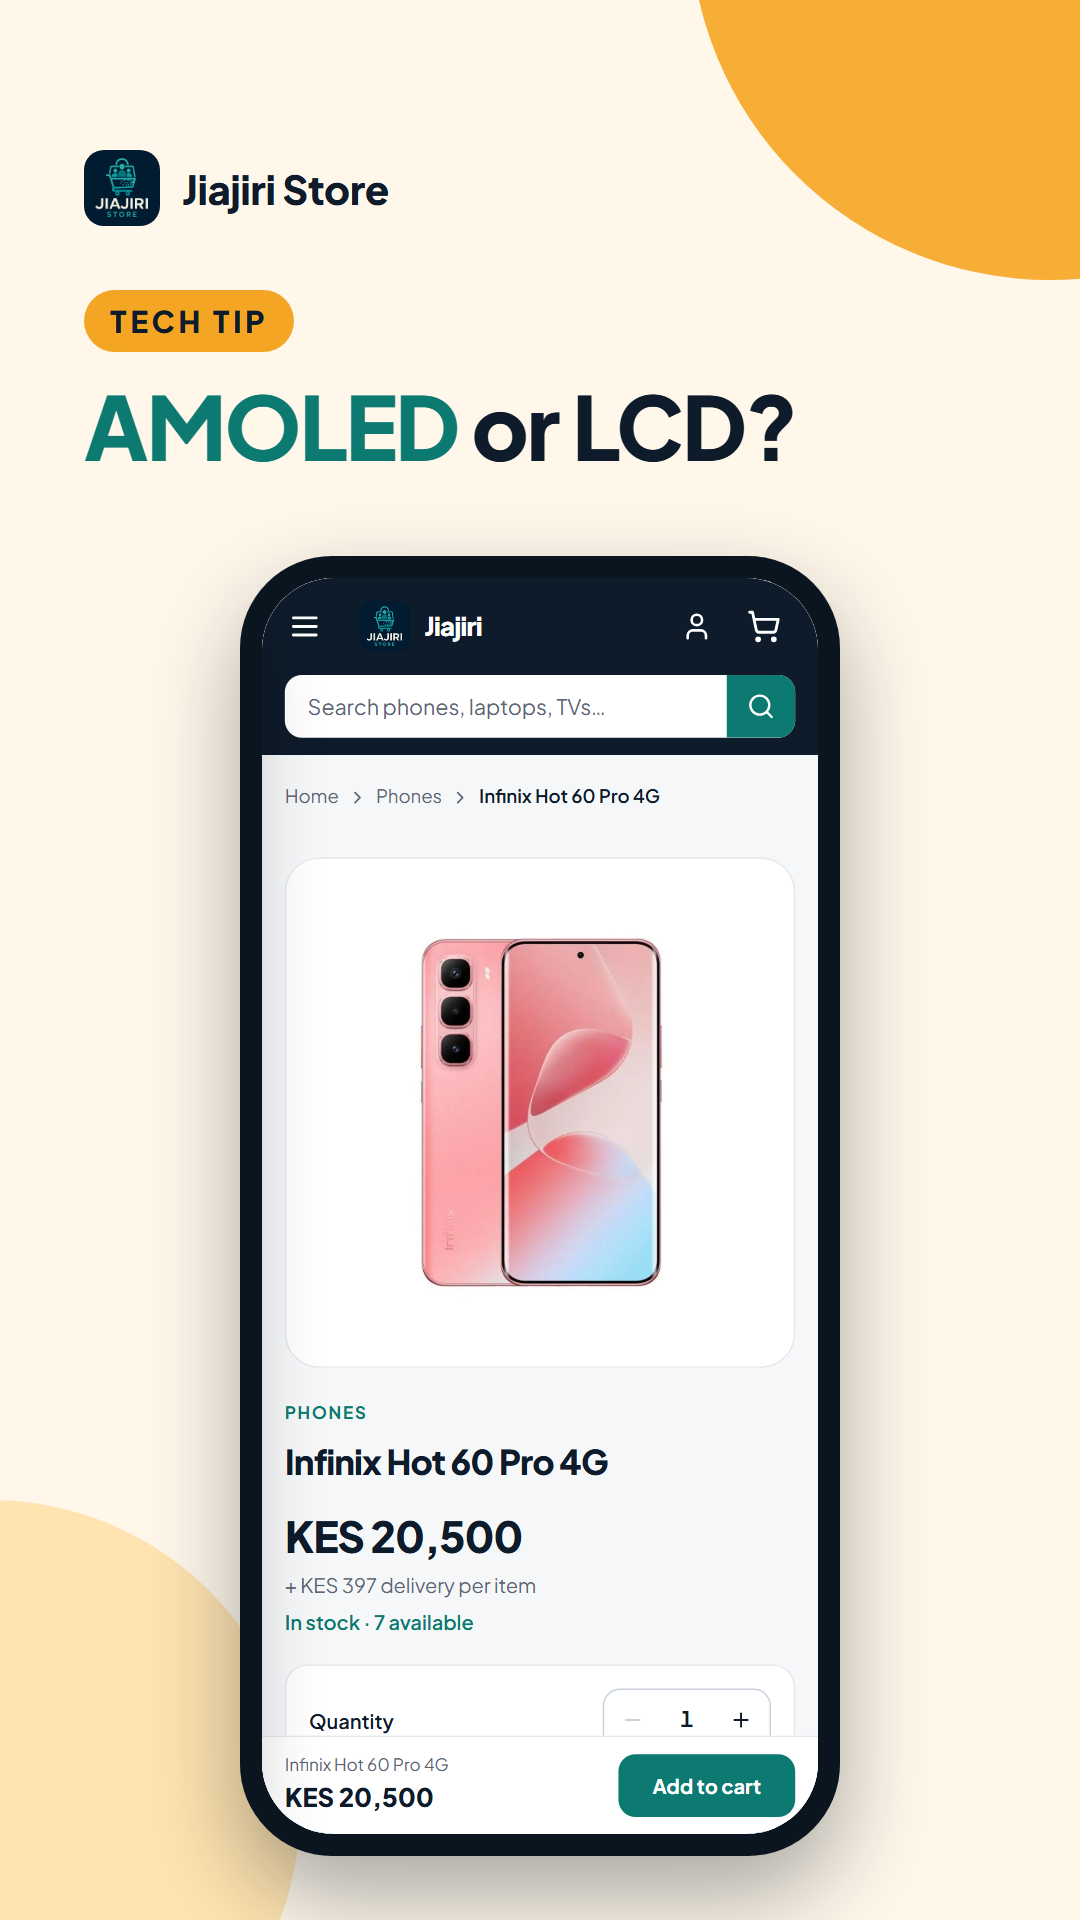 JIAJIRI
STORE
Jiajiri Store
TECH TIP
AMOLED or LCD?
JIAJIRI
STORE
Jiajiri
Search phones, laptops, TVs...
Home > Phones > Infinix Hot 60 Pro 4G
Infinix
PHONES
Infinix Hot 60 Pro 4G
KES 20,500
+ KES 397 delivery per item
In stock · 7 available
Quantity
− 1 +
Infinix Hot 60 Pro 4G
KES 20,500
Add to cart